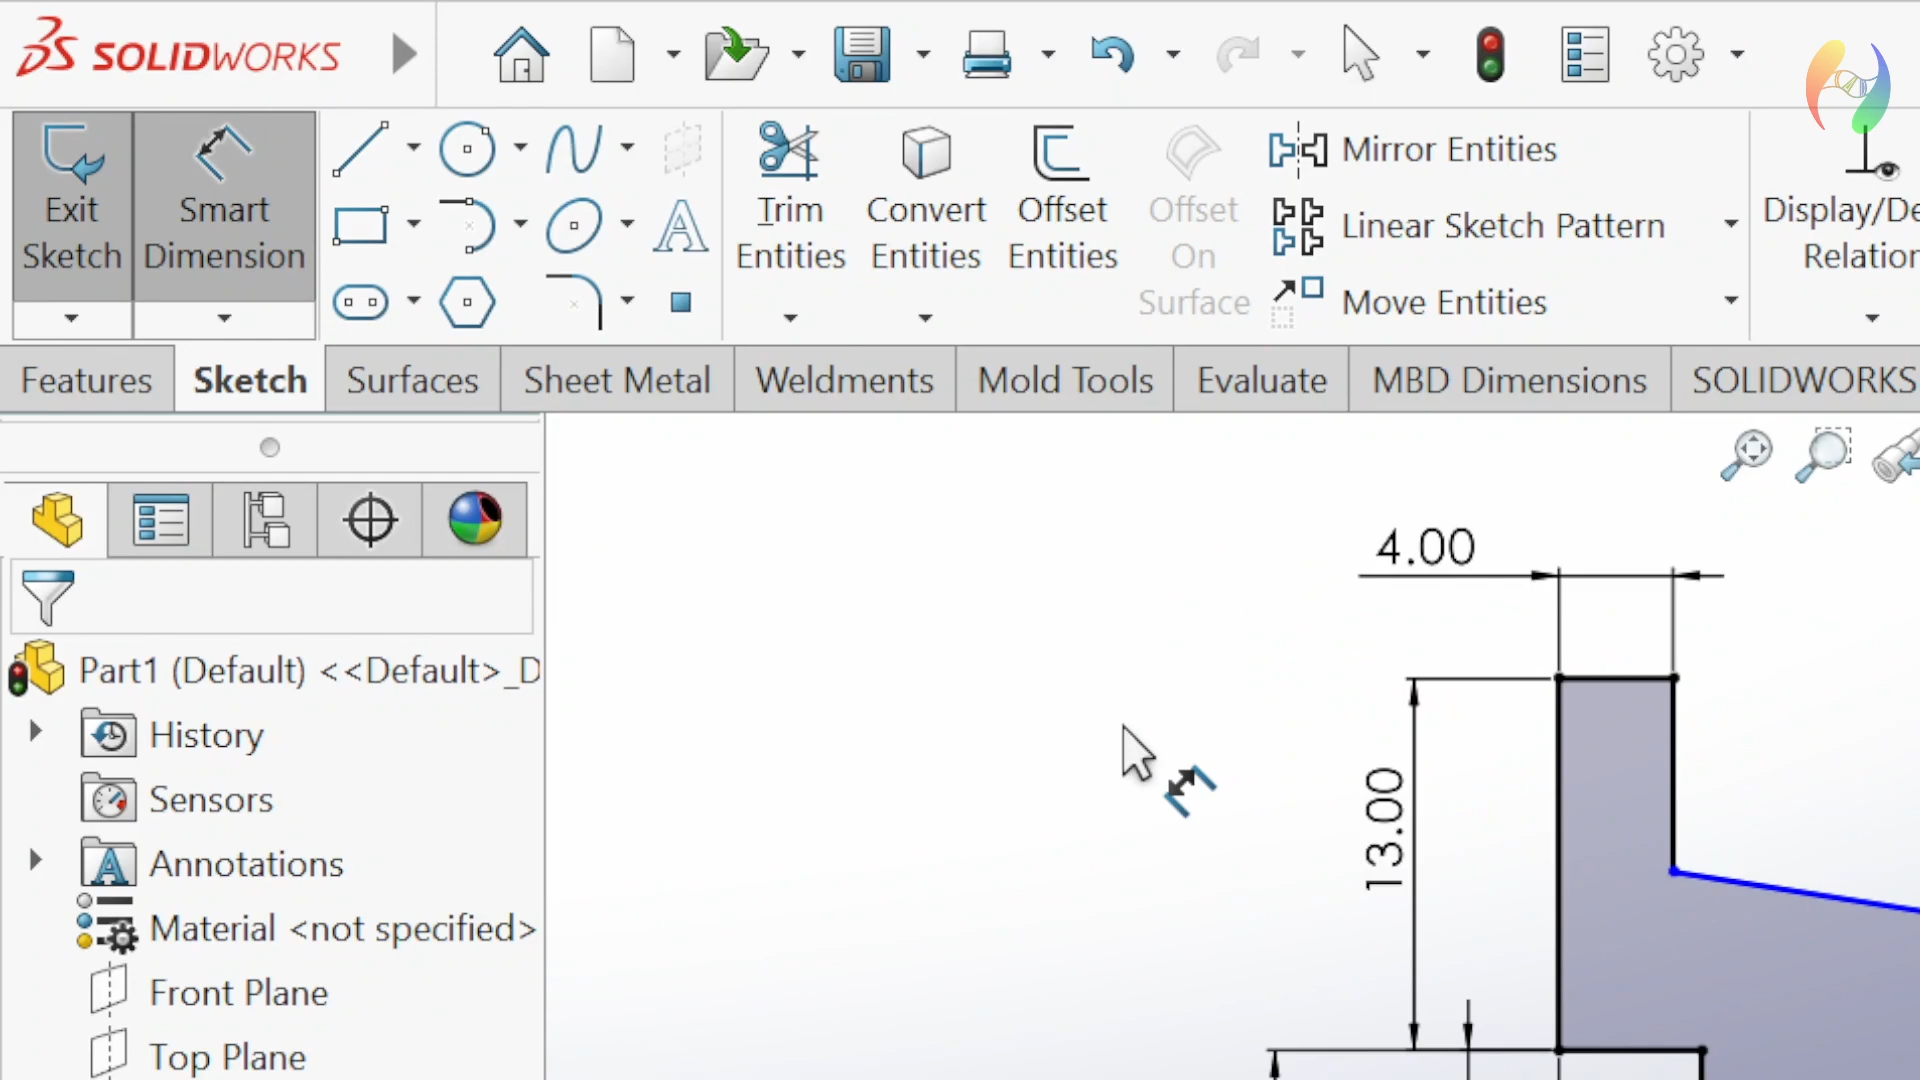 SOLIDWORKS
Exit
Sketch
Smart
Dimension
Trim
Entities
Convert
Entities
Offset
Entities
Offset
On
Surface
Mirror Entities
Linear Sketch Pattern
Move Entities
Display/De
Relation
Features
Sketch
Surfaces
Sheet Metal
Weldments
Mold Tools
Evaluate
MBD Dimensions
SOLIDWORKS
Part1 (Default) <<Default>_D
History
Sensors
Annotations
Material <not specified>
Front Plane
Top Plane
4.00
13.00